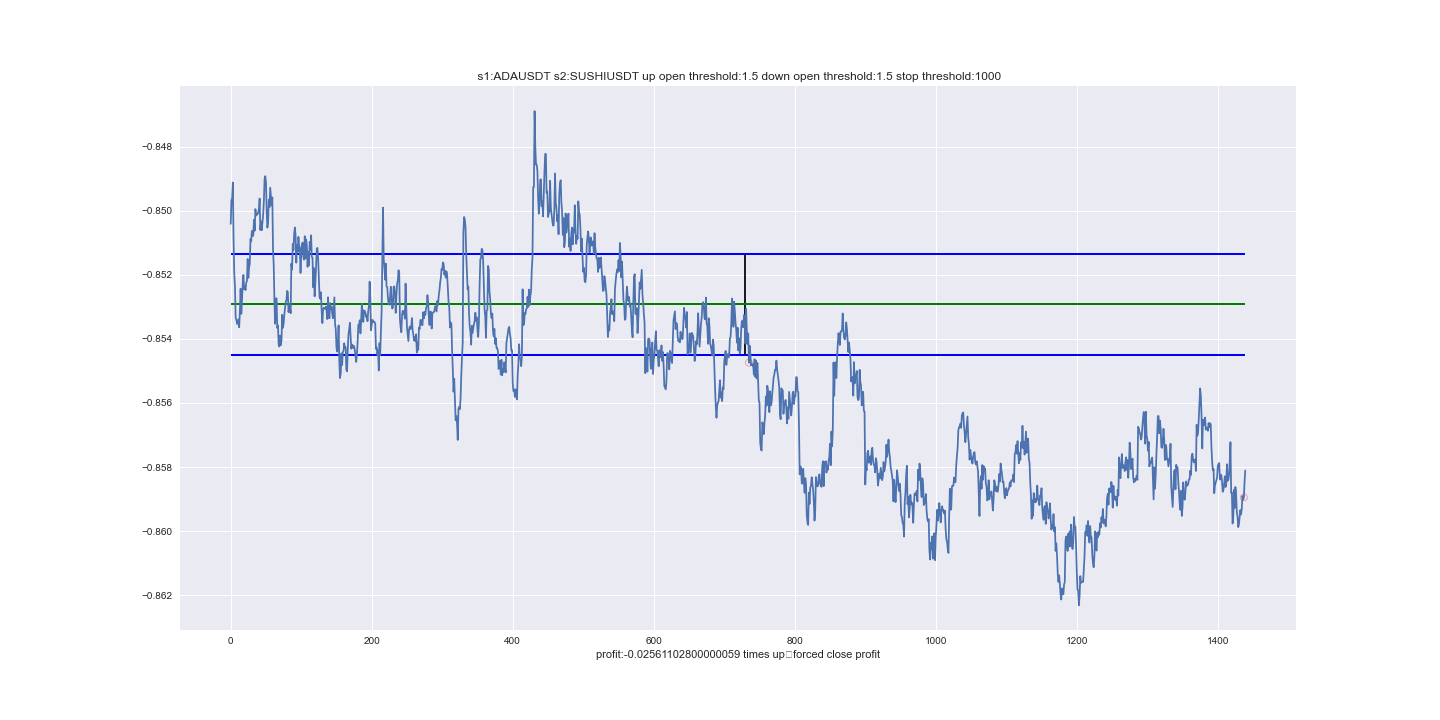 s1:ADAUSDT s2:SUSHIUSDT up open threshold:1.5 down open threshold:1.5 stop threshold:1000
−0.848
−0.850
−0.852
−0.854
−0.856
−0.858
−0.860
−0.862
0 200 400 600 800 1000 1200 1400
profit:-0.02561102800000059 times up□forced close profit